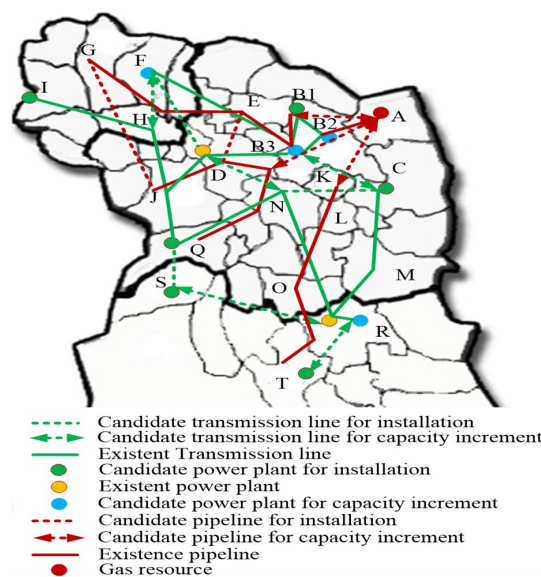 G
F
I
E
B1
A
H
B2
B3
D
K
C
J
N
L
Q
M
S
O
R
T
Candidate transmission line for installation
Candidate transmission line for capacity increment
Existent Transmission line
Candidate power plant for installation
Existent power plant
Candidate power plant for capacity increment
Candidate pipeline for installation
Candidate pipeline for capacity increment
Existence pipeline
Gas resource